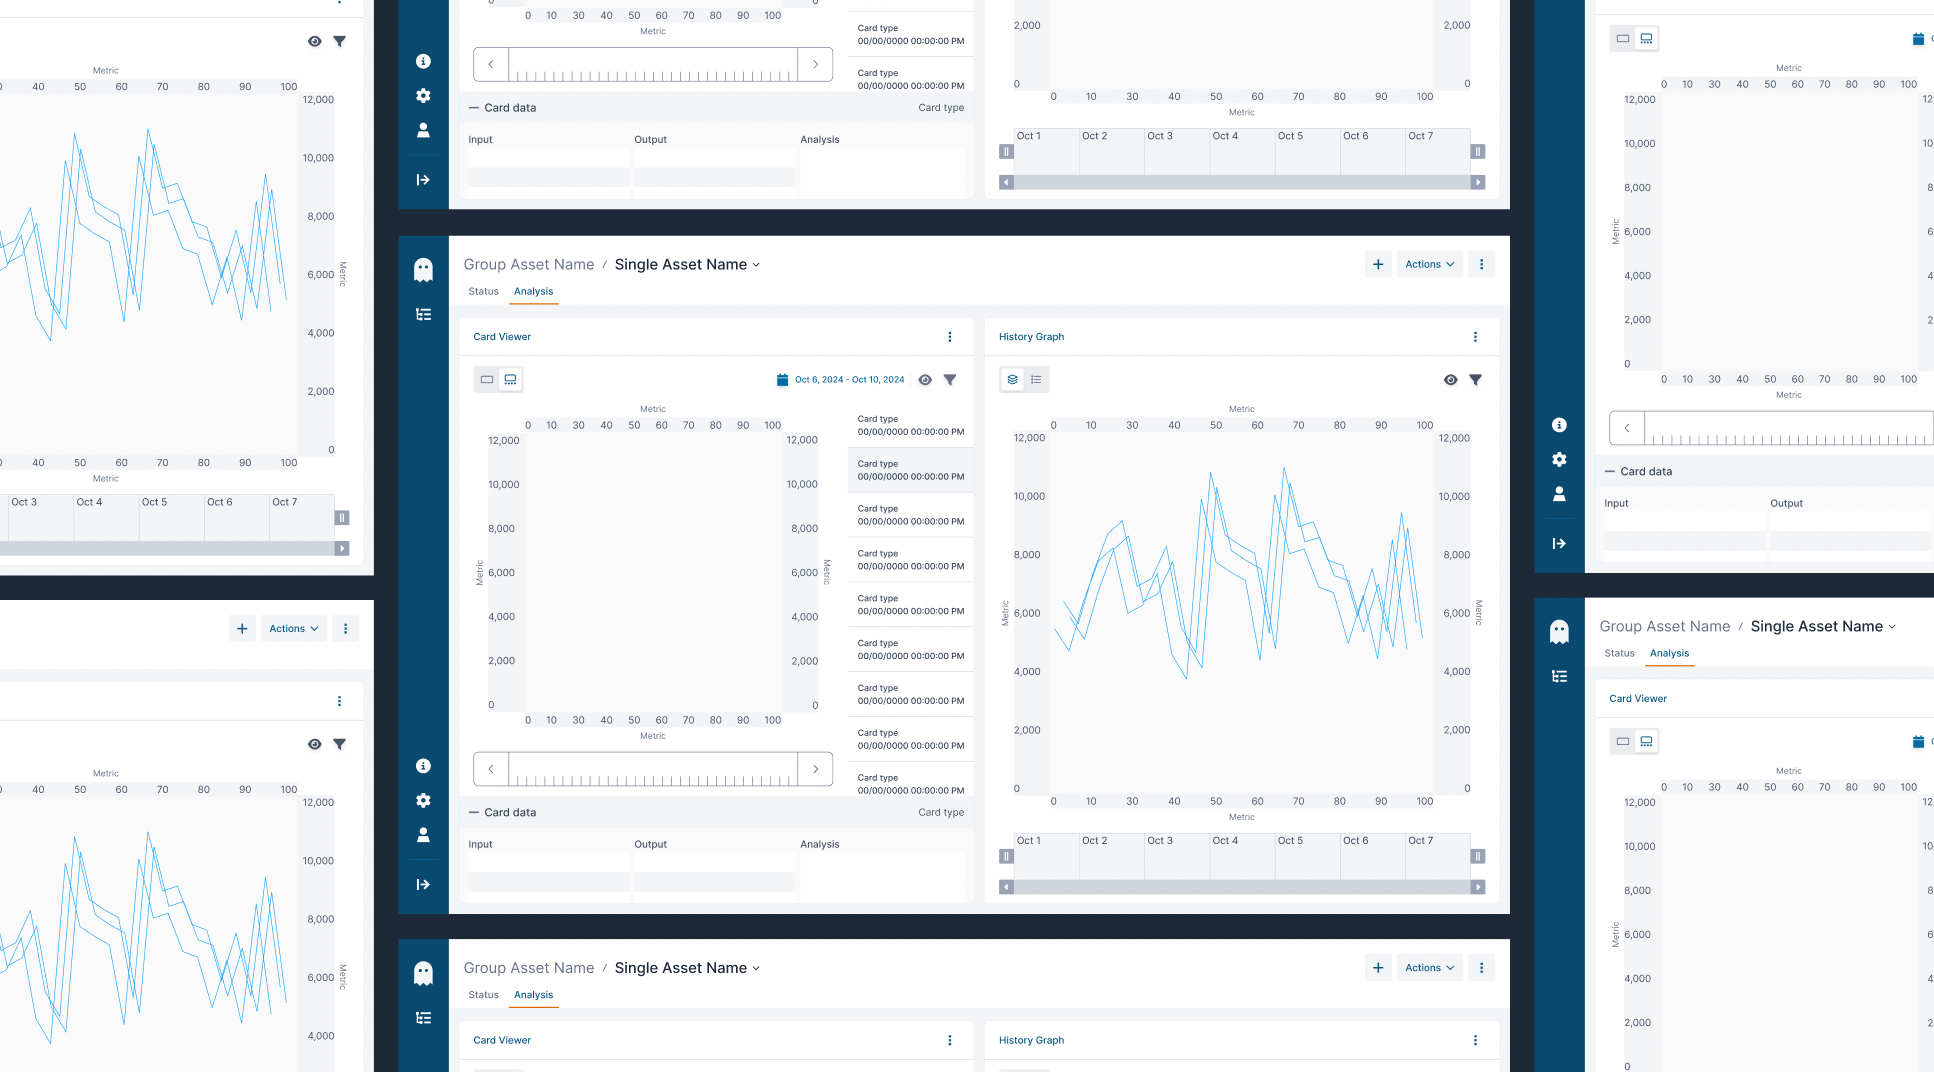 Metric
40 50 60 70 80 90 100
12,000
10,000
8,000
6,000
Metric
4,000
2,000
0
40 50 60 70 80 90 100
Metric
Oct 3 Oct 4 Oct 5 Oct 6 Oct 7
Actions
Metric
40 50 60 70 80 90 100
12,000
10,000
8,000
6,000
Metric
4,000
0 10 30 40 50 60 70 80 90 100
Metric
Card type
00/00/0000 00:00:00 PM
Card type
00/00/0000 00:00:00 PM
Card data
Card type
Input Output Analysis
2,000 2,000
0 0
0 10 30 40 50 60 70 80 90 100
Metric
Oct 1 Oct 2 Oct 3 Oct 4 Oct 5 Oct 6 Oct 7
Group Asset Name / Single Asset Name
Actions
Status Analysis
Card Viewer
Oct 6, 2024 - Oct 10, 2024
Metric
0 10 30 40 50 60 70 80 90 100
12,000 12,000
10,000 10,000
8,000 8,000
Metric 6,000 6,000 Metric
4,000 4,000
2,000 2,000
0 0
0 10 30 40 50 60 70 80 90 100
Metric
Card type
00/00/0000 00:00:00 PM
Card type
00/00/0000 00:00:00 PM
Card type
00/00/0000 00:00:00 PM
Card type
00/00/0000 00:00:00 PM
Card type
00/00/0000 00:00:00 PM
Card type
00/00/0000 00:00:00 PM
Card type
00/00/0000 00:00:00 PM
Card type
00/00/0000 00:00:00 PM
Card type
00/00/0000 00:00:00 PM
Card data
Card type
Input Output Analysis
History Graph
Metric
0 10 30 40 50 60 70 80 90 100
12,000 12,000
10,000 10,000
8,000 8,000
Metric 6,000 6,000 Metric
4,000 4,000
2,000 2,000
0 0
0 10 30 40 50 60 70 80 90 100
Metric
Oct 1 Oct 2 Oct 3 Oct 4 Oct 5 Oct 6 Oct 7
Group Asset Name / Single Asset Name
Actions
Status Analysis
Card Viewer
History Graph
Metric
0 10 30 40 50 60 70 80 90 100
12,000
10,000
8,000
Metric 6,000
4,000
2,000
0
0 10 30 40 50 60 70 80 90 100
Metric
Card data
Input Output
Group Asset Name / Single Asset Name
Status Analysis
Card Viewer
Metric
0 10 30 40 50 60 70 80 90 100
12,000
10,000
8,000
Metric 6,000
4,000
2,000
0